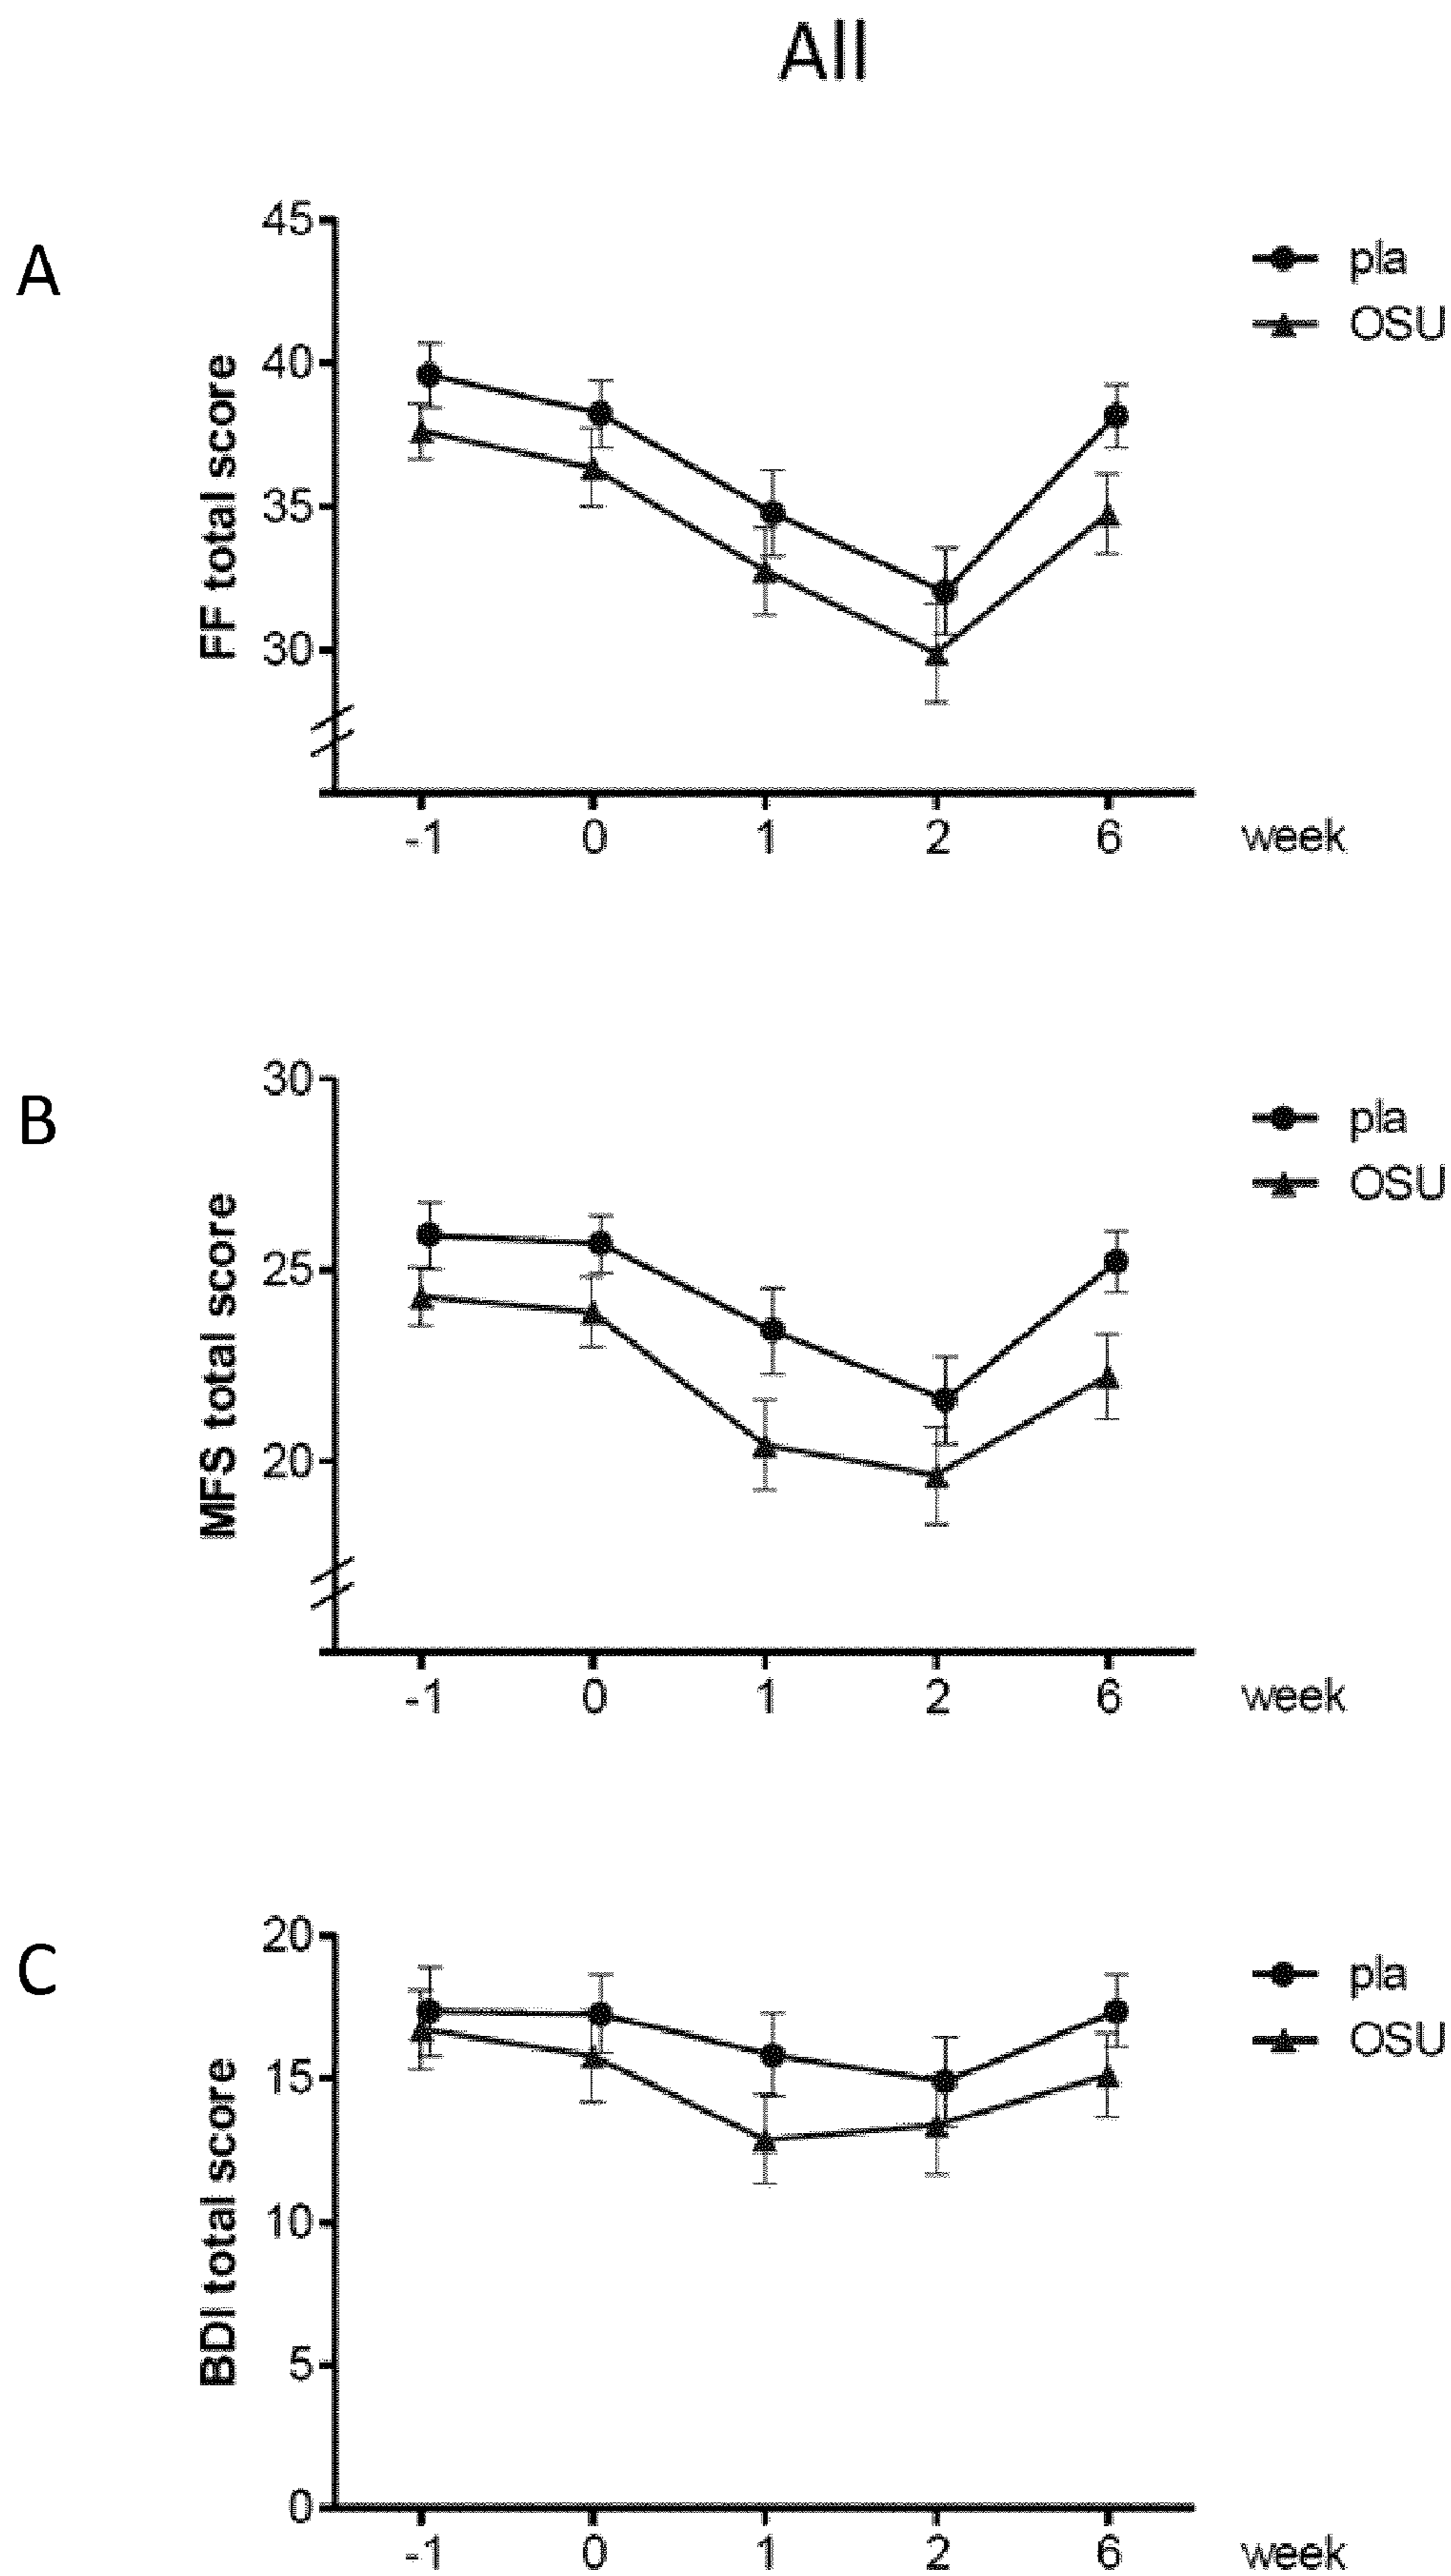 All
A
FF total score
45
40
35
30
-1 0 1 2 6 week
pla
OSU
B
MFS total score
30
25
20
-1 0 1 2 6 week
pla
OSU
C
BDI total score
20
15
10
5
0
-1 0 1 2 6 week
pla
OSU